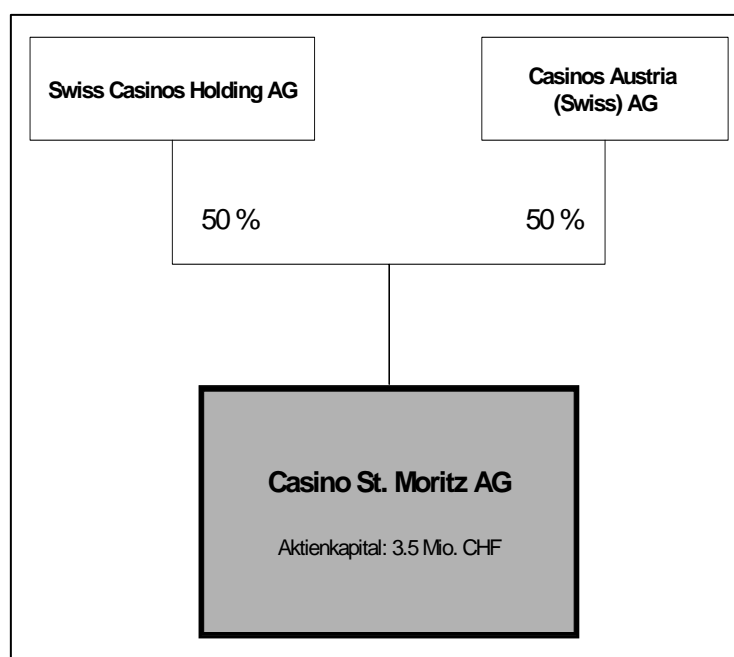 Swiss Casinos Holding AG
Casinos Austria
(Swiss) AG
50 %
50 %
Casino St. Moritz AG
Aktienkapital: 3.5 Mio. CHF